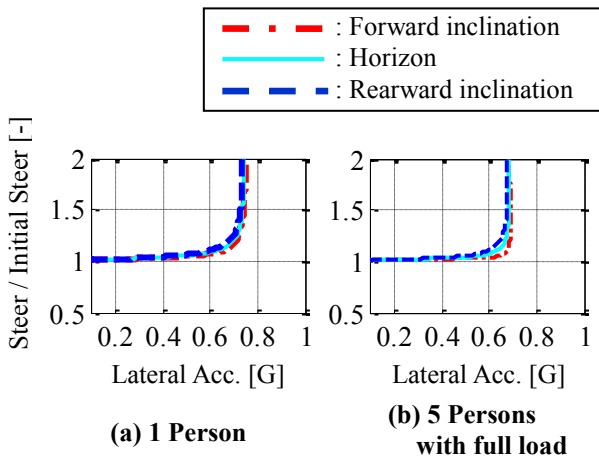 : Forward inclination
: Horizon
: Rearward inclination
Steer / Initial Steer [-]
2
1.5
1
0.5
0.2 0.4 0.6 0.8 1
Lateral Acc. [G]
(a) 1 Person
2
1.5
1
0.5
0.2 0.4 0.6 0.8 1
Lateral Acc. [G]
(b) 5 Persons
with full load